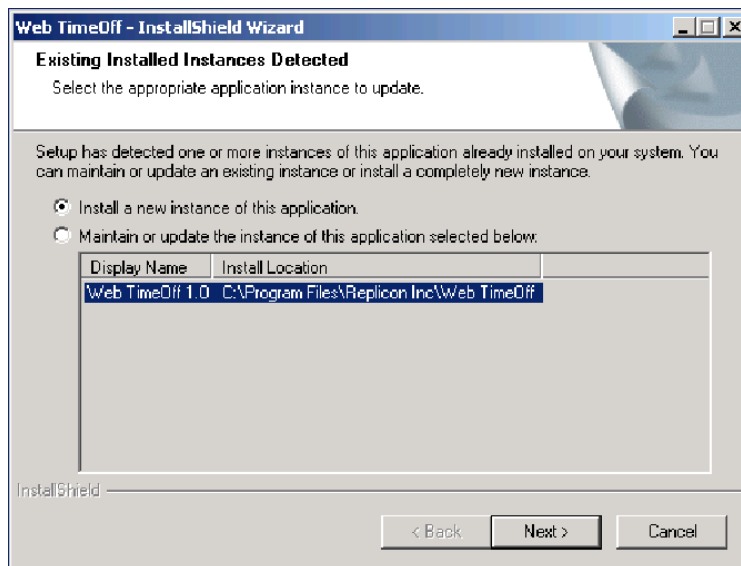 Web TimeOff - InstallShield Wizard
Existing Installed Instances Detected
Select the appropriate application instance to update.
Setup has detected one or more instances of this application already installed on your system. You
can maintain or update an existing instance or install a completely new instance.
Install a new instance of this application.
Maintain or update the instance of this application selected below:
Display Name Install Location
Web TimeOff 1.0 C:\Program Files\Replicon Inc\Web TimeOff
InstallShield
< Back Next > Cancel